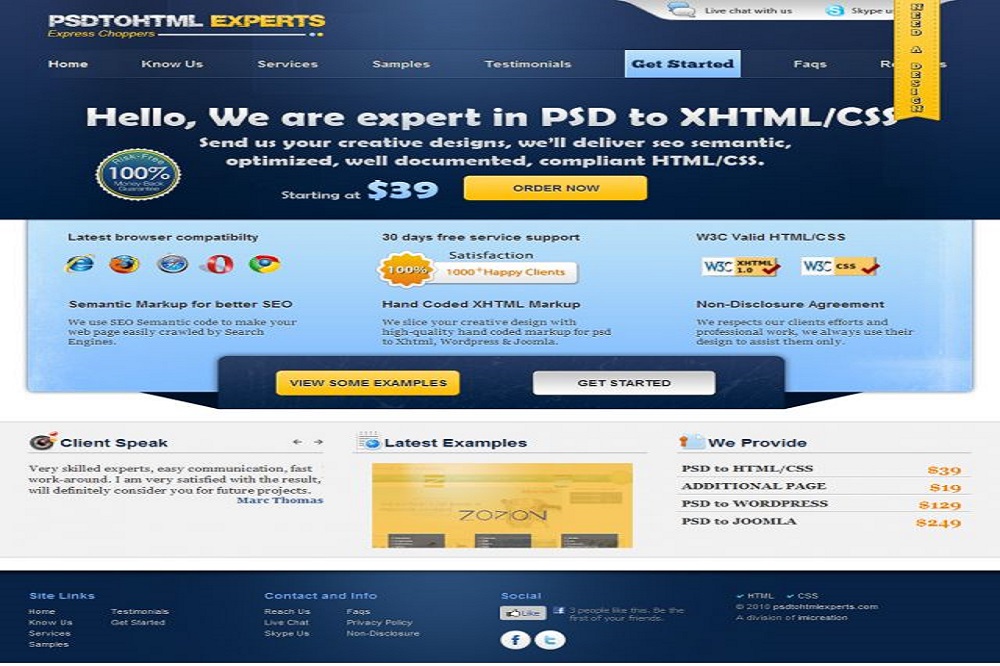 PSDTOHTML EXPERTS
Express Choppers
Live chat with us
Skype u
NEED A DESIGN
Home
Know Us
Services
Samples
Testimonials
Get Started
Faqs
Hello, We are expert in PSD to XHTML/CSS
Send us your creative designs, we'll deliver seo semantic,
optimized, well documented, compliant HTML/CSS.
Risk-Free
100%
Money Back
Guarantee
Starting at $39
ORDER NOW
Latest browser compatibilty
30 days free service support
Satisfaction
100%
1000+Happy Clients
W3C Valid HTML/CSS
W3C XHTML 1.0
W3C CSS
Semantic Markup for better SEO
We use SEO Semantic code to make your
web page easily crawled by Search
Engines.
Hand Coded XHTML Markup
We slice your creative design with
high-quality hand coded markup for psd
to Xhtml, Wordpress & Joomla.
Non-Disclosure Agreement
We respects our clients efforts and
professional work, we always use their
design to assist them only.
VIEW SOME EXAMPLES
GET STARTED
Client Speak
Very skilled experts, easy communication, fast
work-around. I am very satisfied with the result,
will definitely consider you for future projects.
Marc Thomas
Latest Examples
ZOZON
We Provide
PSD to HTML/CSS $39
ADDITIONAL PAGE $19
PSD to WORDPRESS $129
PSD to JOOMLA $249
Site Links
Home
Know Us
Services
Samples
Testimonials
Get Started
Contact and Info
Reach Us
Live Chat
Skype Us
Faqs
Privacy Policy
Non-Disclosure
Social
Like
3 people like this. Be the
first of your friends.
HTML CSS
© 2010 psdtohtmlexperts.com
A division of imicreation